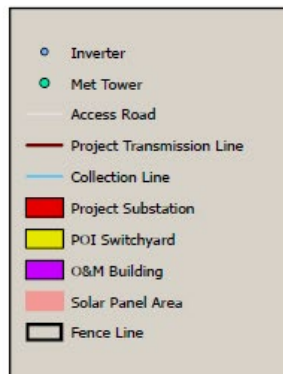 Inverter
Met Tower
Access Road
Project Transmission Line
Collection Line
Project Substation
POI Switchyard
O&M Building
Solar Panel Area
Fence Line